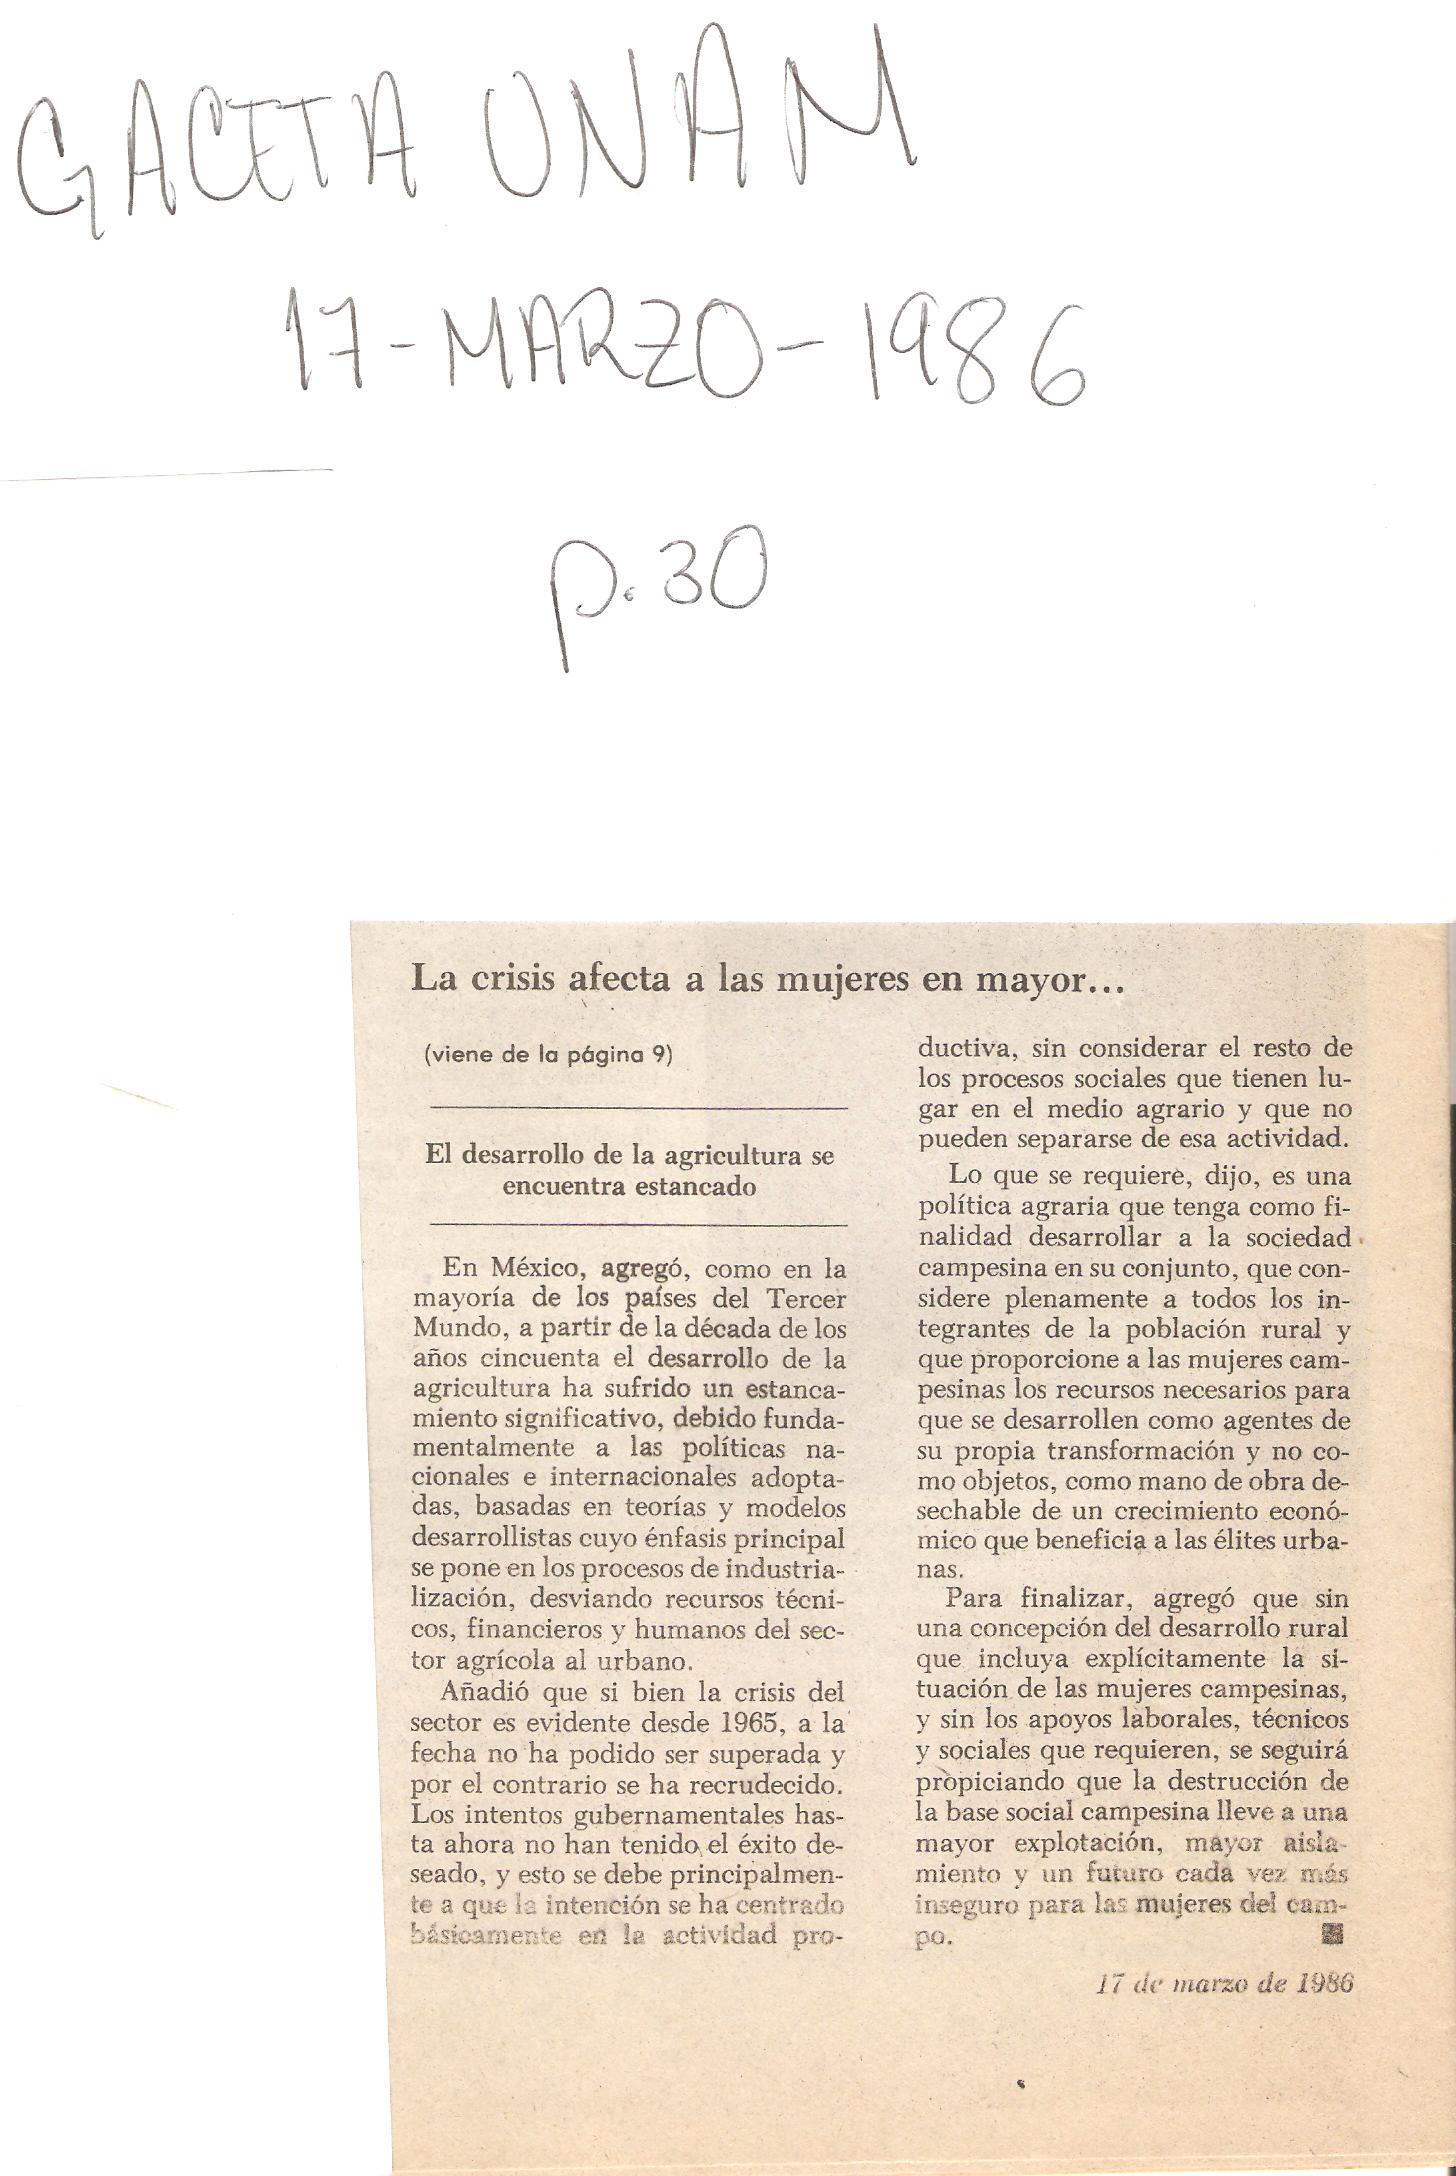 GACETA UNAM
17-MARZO-1986
p.30
La crisis afecta a las mujeres en mayor...
(viene de la página 9)
El desarrollo de la agricultura se
encuentra estancado
En México, agregó, como en la
mayoría de los países del Tercer
Mundo, a partir de la década de los
años cincuenta el desarrollo de la
agricultura ha sufrido un estanca-
miento significativo, debido funda-
mentalmente a las políticas na-
cionales e internacionales adopta-
das, basadas en teorías y modelos
desarrollistas cuyo énfasis principal
se pone en los procesos de industria-
lización, desviando recursos técni-
cos, financieros y humanos del sec-
tor agrícola al urbano.
Añadió que si bien la crisis del
sector es evidente desde 1965, a la
fecha no ha podido ser superada y
por el contrario se ha recrudecido.
Los intentos gubernamentales has-
ta ahora no han tenido el éxito de-
seado, y esto se debe principalmen-
te a que la intención se ha centrado
básicamente en la actividad pro-
ductiva, sin considerar el resto de
los procesos sociales que tienen lu-
gar en el medio agrario y que no
pueden separarse de esa actividad.
Lo que se requiere, dijo, es una
política agraria que tenga como fi-
nalidad desarrollar a la sociedad
campesina en su conjunto, que con-
sidere plenamente a todos los in-
tegrantes de la población rural y
que proporcione a las mujeres cam-
pesinas los recursos necesarios para
que se desarrollen como agentes de
su propia transformación y no co-
mo objetos, como mano de obra de-
sechable de un crecimiento econó-
mico que beneficia a las élites urba-
nas.
Para finalizar, agregó que sin
una concepción del desarrollo rural
que incluya explícitamente la si-
tuación de las mujeres campesinas,
y sin los apoyos laborales, técnicos
y sociales que requieren, se seguirá
propiciando que la destrucción de
la base social campesina lleve a una
mayor explotación, mayor aisla-
miento y un futuro cada vez más
inseguro para las mujeres del cam-
po.
17 de marzo de 1986